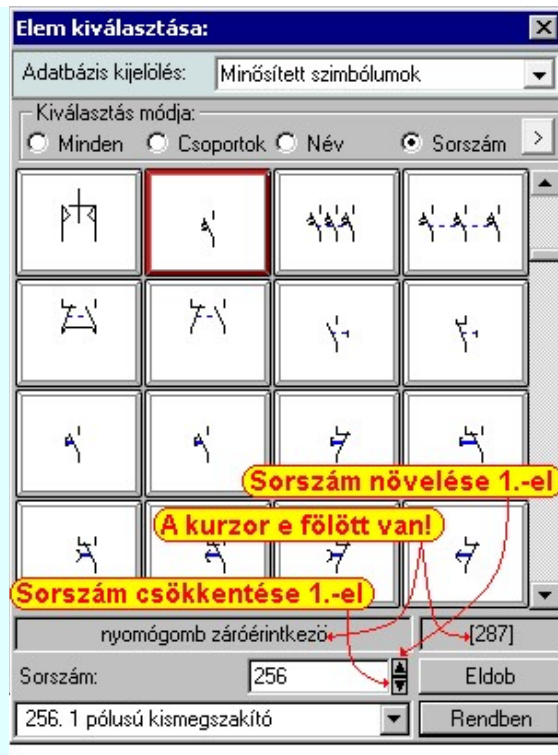 Elem kiválasztása:
Adatbázis kijelölés: Minősített szimbólumok
Kiválasztás módja:
Minden Csoportok Név Sorszám >
Sorszám növelése 1.-el
A kurzor e fölött van!
Sorszám csökkentése 1.-el
nyomógomb záróérintkező [287]
Sorszám: 256 Eldob
256. 1 pólusú kismegszakító Rendben